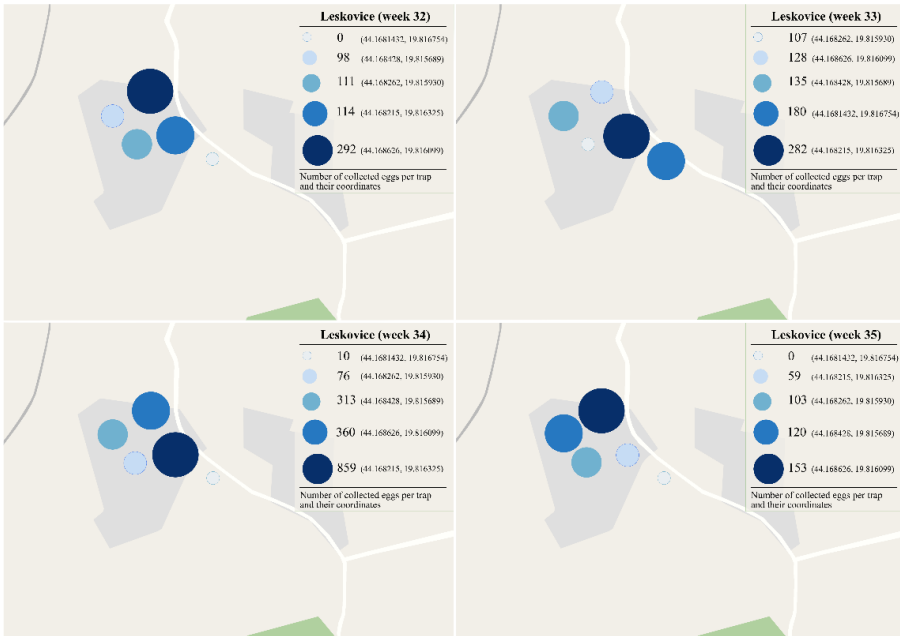 Leskovice (week 32)
0 (44.1681432, 19.816754)
98 (44.168428, 19.815689)
111 (44.168262, 19.815930)
114 (44.168215, 19.816325)
292 (44.168626, 19.816099)
Number of collected eggs per trap
and their coordinates
Leskovice (week 33)
107 (44.168262, 19.815930)
128 (44.168626, 19.816099)
135 (44.168428, 19.815689)
180 (44.1681432, 19.816754)
282 (44.168215, 19.816325)
Number of collected eggs per trap
and their coordinates
Leskovice (week 34)
10 (44.1681432, 19.816754)
76 (44.168262, 19.815930)
313 (44.168428, 19.815689)
360 (44.168626, 19.816099)
859 (44.168215, 19.816325)
Number of collected eggs per trap
and their coordinates
Leskovice (week 35)
0 (44.1681432, 19.816754)
59 (44.168215, 19.816325)
103 (44.168262, 19.815930)
120 (44.168428, 19.815689)
153 (44.168626, 19.816099)
Number of collected eggs per trap
and their coordinates